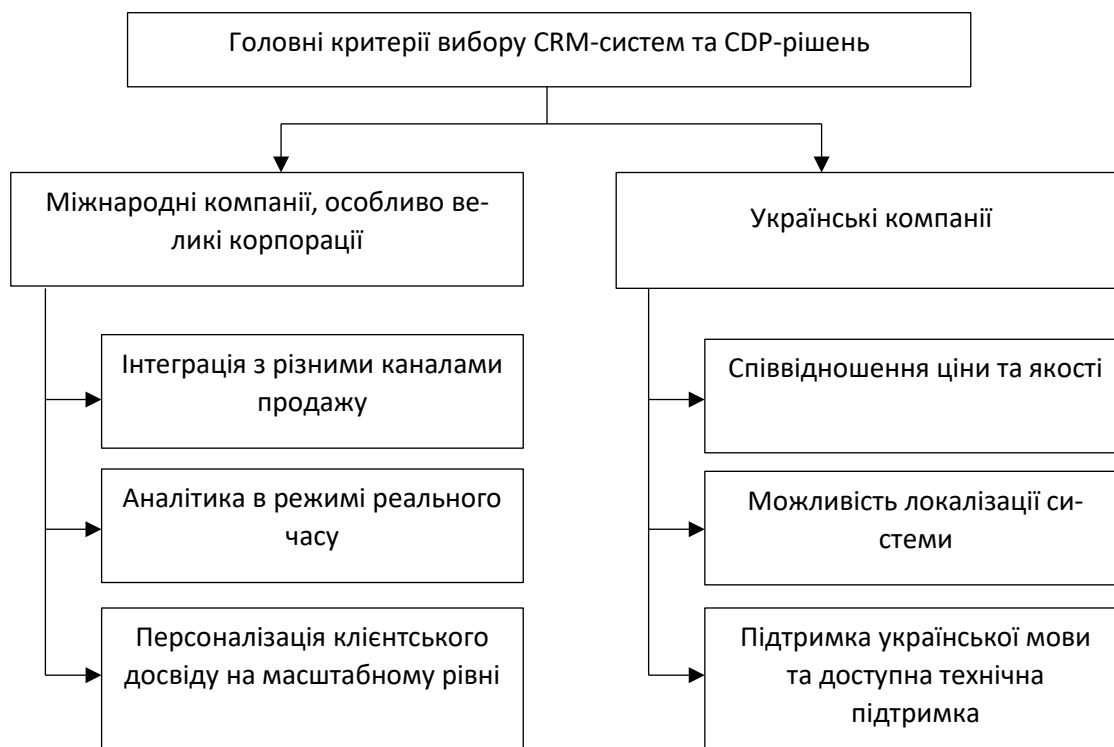 Головні критерії вибору CRM-систем та CDP-рішень
Міжнародні компанії, особливо ве-
ликі корпорації
Українські компанії
Інтеграція з різними каналами
продажу
Співвідношення ціни та якості
Аналітика в режимі реального
часу
Можливість локалізації си-
стеми
Персоналізація клієнтського
досвіду на масштабному рівні
Підтримка української мови
та доступна технічна
підтримка